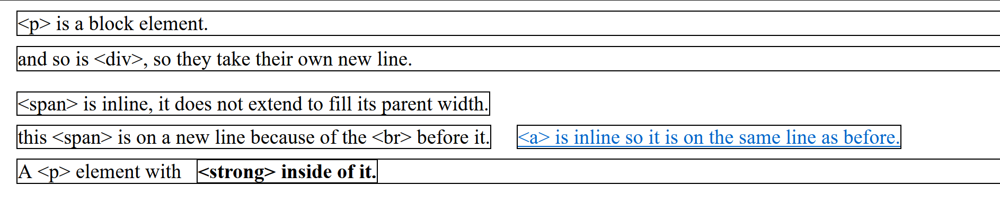 <p> is a block element.
and so is <div>, so they take their own new line.
<span> is inline, it does not extend to fill its parent width.
this <span> is on a new line because of the <br> before it. <a> is inline so it is on the same line as before.
A <p> element with <strong> inside of it.